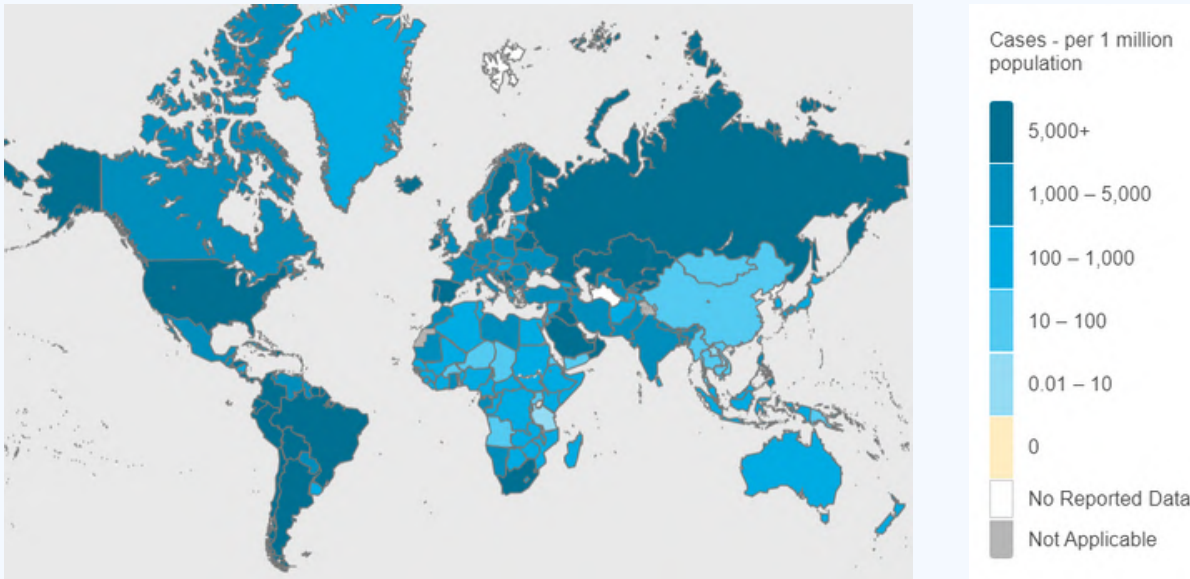 Cases - per 1 million
population
5,000+
1,000 – 5,000
100 – 1,000
10 – 100
0.01 – 10
0
No Reported Data
Not Applicable